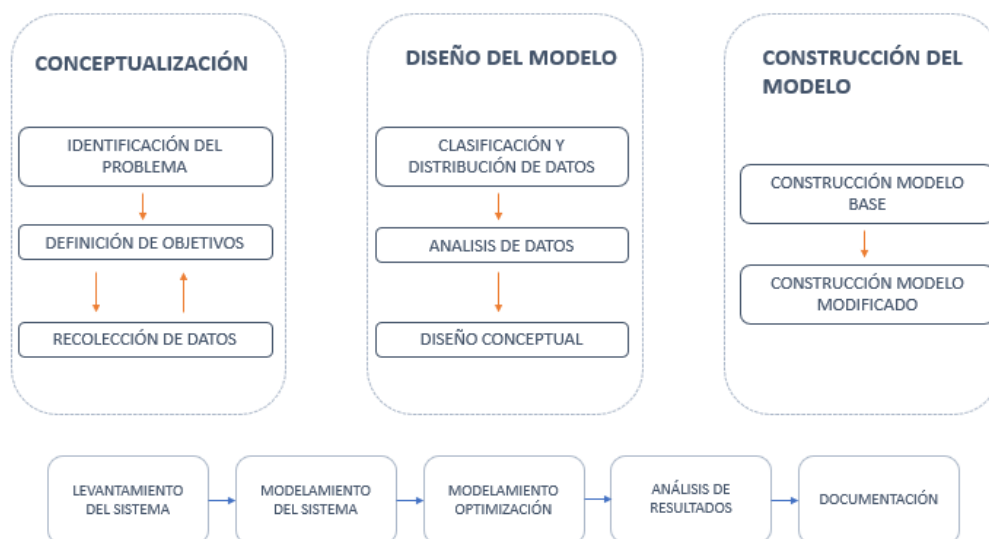 CONCEPTUALIZACIÓN
IDENTIFICACIÓN DEL
PROBLEMA
DEFINICIÓN DE OBJETIVOS
RECOLECCIÓN DE DATOS
DISEÑO DEL MODELO
CLASIFICACIÓN Y
DISTRIBUCIÓN DE DATOS
ANALISIS DE DATOS
DISEÑO CONCEPTUAL
CONSTRUCCIÓN DEL
MODELO
CONSTRUCCIÓN MODELO
BASE
CONSTRUCCIÓN MODELO
MODIFICADO
LEVANTAMIENTO
DEL SISTEMA
MODELAMIENTO
DEL SISTEMA
MODELAMIENTO
OPTIMIZACIÓN
ANÁLISIS DE
RESULTADOS
DOCUMENTACIÓN